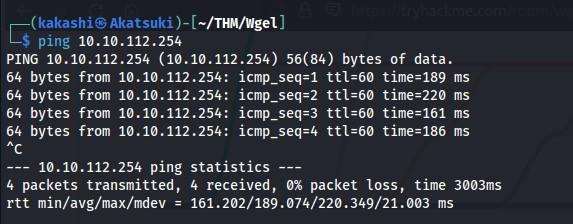 (kakashi㉿Akatsuki)-[~/THM/Wgel]
$ ping 10.10.112.254
PING 10.10.112.254 (10.10.112.254) 56(84) bytes of data.
64 bytes from 10.10.112.254: icmp_seq=1 ttl=60 time=189 ms
64 bytes from 10.10.112.254: icmp_seq=2 ttl=60 time=220 ms
64 bytes from 10.10.112.254: icmp_seq=3 ttl=60 time=161 ms
64 bytes from 10.10.112.254: icmp_seq=4 ttl=60 time=186 ms
^C
--- 10.10.112.254 ping statistics ---
4 packets transmitted, 4 received, 0% packet loss, time 3003ms
rtt min/avg/max/mdev = 161.202/189.074/220.349/21.003 ms